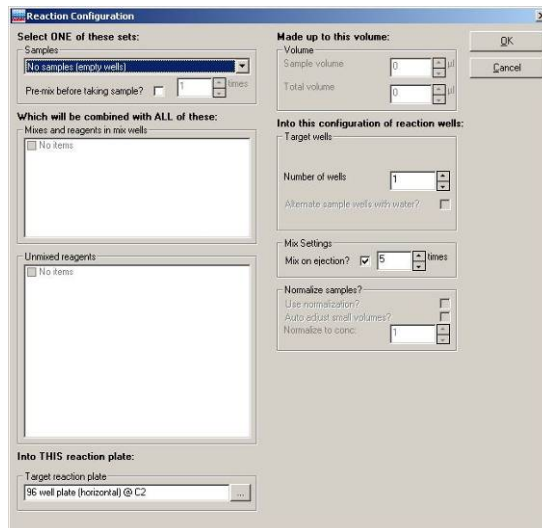 Reaction Configuration
Select ONE of these sets:
Samples
No samples (empty wells)
Pre-mix before taking sample?
1
times
Which will be combined with ALL of these:
Mixes and reagents in mix wells
No items
Unmixed reagents
No items
Into THIS reaction plate:
Target reaction plate
96 well plate (horizontal) @ C2
...
Made up to this volume:
Volume
Sample volume
0
µl
Total volume
0
µl
Into this configuration of reaction wells:
Target wells
Number of wells
1
Alternate sample wells with water?
Mix Settings
Mix on ejection?
5
times
Normalize samples?
Use normalization?
Auto adjust small volumes?
Normalize to conc:
1
OK
Cancel